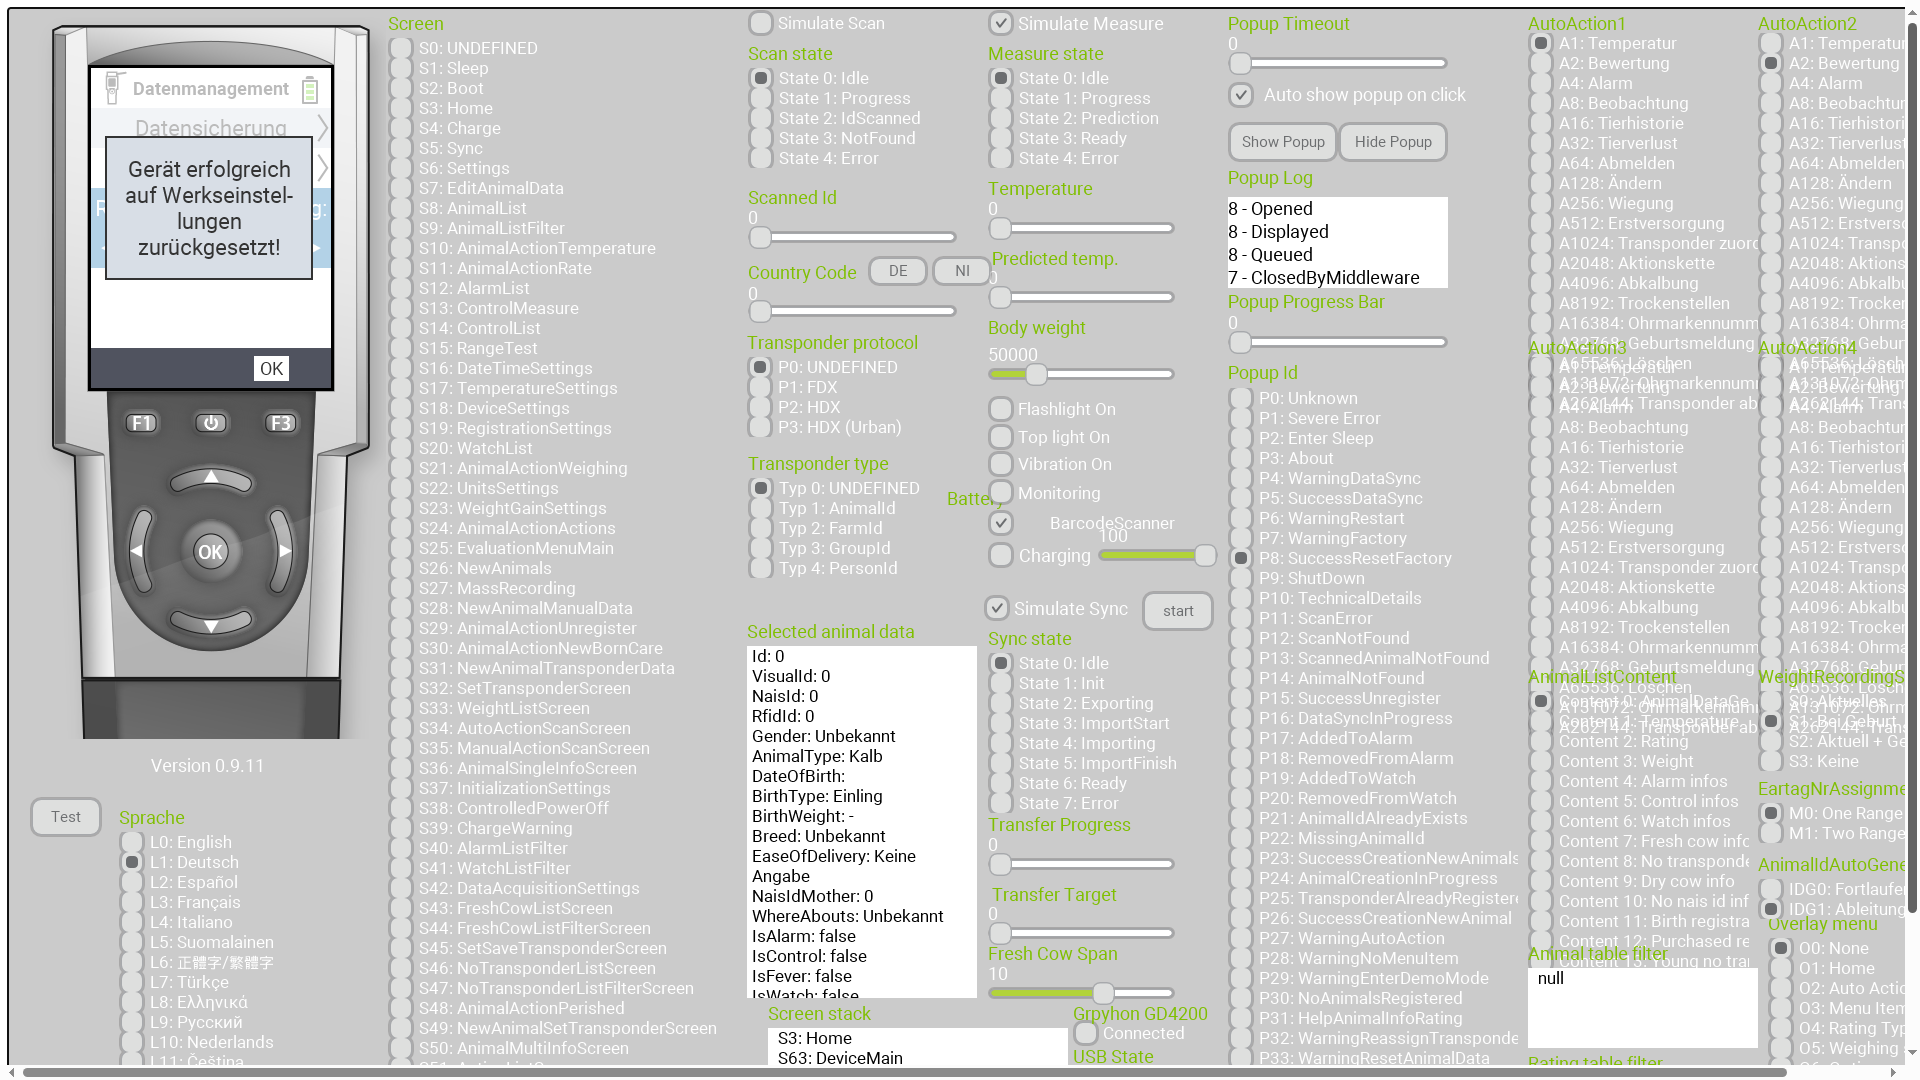 Datenmanagement
Datensicherung
Gerät erfolgreich
auf Werkseinstel-
lungen
zurückgesetzt!
OK
F1
F3
OK
Version 0.9.11
Test
Sprache
L0: English
L1: Deutsch
L2: Español
L3: Français
L4: Italiano
L5: Suomalainen
L6: 正體字/繁體字
L7: Türkçe
L8: Ελληνικά
L9: Русский
L10: Nederlands
L11: Čeština
Screen
S0: UNDEFINED
S1: Sleep
S2: Boot
S3: Home
S4: Charge
S5: Sync
S6: Settings
S7: EditAnimalData
S8: AnimalList
S9: AnimalListFilter
S10: AnimalActionTemperature
S11: AnimalActionRate
S12: AlarmList
S13: ControlMeasure
S14: ControlList
S15: RangeTest
S16: DateTimeSettings
S17: TemperatureSettings
S18: DeviceSettings
S19: RegistrationSettings
S20: WatchList
S21: AnimalActionWeighing
S22: UnitsSettings
S23: WeightGainSettings
S24: AnimalActionActions
S25: EvaluationMenuMain
S26: NewAnimals
S27: MassRecording
S28: NewAnimalManualData
S29: AnimalActionUnregister
S30: AnimalActionNewBornCare
S31: NewAnimalTransponderData
S32: SetTransponderScreen
S33: WeightListScreen
S34: AutoActionScanScreen
S35: ManualActionScanScreen
S36: AnimalSingleInfoScreen
S37: InitializationSettings
S38: ControlledPowerOff
S39: ChargeWarning
S40: AlarmListFilter
S41: WatchListFilter
S42: DataAcquisitionSettings
S43: FreshCowListScreen
S44: FreshCowListFilterScreen
S45: SetSaveTransponderScreen
S46: NoTransponderListScreen
S47: NoTransponderListFilterScreen
S48: AnimalActionPerished
S49: NewAnimalSetTransponderScreen
S50: AnimalMultiInfoScreen
Simulate Scan
Scan state
State 0: Idle
State 1: Progress
State 2: IdScanned
State 3: NotFound
State 4: Error
Scanned Id
0
Country Code
DE
NI
0
Transponder protocol
P0: UNDEFINED
P1: FDX
P2: HDX
P3: HDX (Urban)
Transponder type
Typ 0: UNDEFINED
Typ 1: AnimalId
Typ 2: FarmId
Typ 3: GroupId
Typ 4: PersonId
Selected animal data
Id: 0
VisualId: 0
NaisId: 0
RfidId: 0
Gender: Unbekannt
AnimalType: Kalb
DateOfBirth:
BirthType: Einling
BirthWeight: -
Breed: Unbekannt
EaseOfDelivery: Keine
Angabe
NaisIdMother: 0
WhereAbouts: Unbekannt
IsAlarm: false
IsControl: false
IsFever: false
IsWatch: false
Screen stack
S3: Home
S63: DeviceMain
Simulate Measure
Measure state
State 0: Idle
State 1: Progress
State 2: Prediction
State 3: Ready
State 4: Error
Temperature
0
Predicted temp.
0
Body weight
50000
Flashlight On
Top light On
Vibration On
Monitoring
Battery
BarcodeScanner
100
Charging
Simulate Sync
start
Sync state
State 0: Idle
State 1: Init
State 2: Exporting
State 3: ImportStart
State 4: Importing
State 5: ImportFinish
State 6: Ready
State 7: Error
Transfer Progress
0
Transfer Target
0
Fresh Cow Span
10
Grpyhon GD4200
Connected
USB State
Popup Timeout
0
Auto show popup on click
Show Popup
Hide Popup
Popup Log
8 - Opened
8 - Displayed
8 - Queued
7 - ClosedByMiddleware
Popup Progress Bar
0
Popup Id
P0: Unknown
P1: Severe Error
P2: Enter Sleep
P3: About
P4: WarningDataSync
P5: SuccessDataSync
P6: WarningRestart
P7: WarningFactory
P8: SuccessResetFactory
P9: ShutDown
P10: TechnicalDetails
P11: ScanError
P12: ScanNotFound
P13: ScannedAnimalNotFound
P14: AnimalNotFound
P15: SuccessUnregister
P16: DataSyncInProgress
P17: AddedToAlarm
P18: RemovedFromAlarm
P19: AddedToWatch
P20: RemovedFromWatch
P21: AnimalIdAlreadyExists
P22: MissingAnimalId
P23: SuccessCreationNewAnimals
P24: AnimalCreationInProgress
P25: TransponderAlreadyRegistere
P26: SuccessCreationNewAnimal
P27: WarningAutoAction
P28: WarningNoMenuItem
P29: WarningEnterDemoMode
P30: NoAnimalsRegistered
P31: HelpAnimalInfoRating
P32: WarningReassignTransponde
P33: WarningResetAnimalData
AutoAction1
A1: Temperatur
A2: Bewertung
A4: Alarm
A8: Beobachtung
A16: Tierhistorie
A32: Tierverlust
A64: Abmelden
A128: Ändern
A256: Wiegung
A512: Erstversorgung
A1024: Transponder zuord
A2048: Aktionskette
A4096: Abkalbung
A8192: Trockenstellen
A16384: Ohrmarkennumm
A32768: Geburtsmeldung
A65536: Löschen
A131072: Ohrmarkennum
A262144: Transponder ab
AutoAction3
A1: Temperatur
A2: Bewertung
A4: Alarm
A8: Beobachtung
A16: Tierhistorie
A32: Tierverlust
A64: Abmelden
A128: Ändern
A256: Wiegung
A512: Erstversorgung
A1024: Transponder zuord
A2048: Aktionskette
A4096: Abkalbung
A8192: Trockenstellen
A16384: Ohrmarkennumm
A32768: Geburtsmeldung
A65536: Löschen
A131072: Ohrmarkennum
A262144: Transponder ab
AnimalListContent
Content 0: AnimalDataGe
Content 1: Temperature
Content 2: Rating
Content 3: Weight
Content 4: Alarm infos
Content 5: Control infos
Content 6: Watch infos
Content 7: Fresh cow info
Content 8: No transponde
Content 9: Dry cow info
Content 10: No nais id inf
Content 11: Birth registra
Content 12: Purchased re
Content 13: Young no tra
Animal table filter
null
Rating table filter
AutoAction2
A1: Temperatur
A2: Bewertung
A4: Alarm
A8: Beobachtun
A16: Tierhistori
A32: Tierverlust
A64: Abmelden
A128: Ändern
A256: Wiegung
A512: Erstverso
A1024: Transpo
A2048: Aktions
A4096: Abkalbu
A8192: Trocken
A16384: Ohrma
A32768: Gebur
A65536: Lösch
A131072: Ohrm
A262144: Trans
AutoAction4
A1: Temperatur
A2: Bewertung
A4: Alarm
A8: Beobachtun
A16: Tierhistori
A32: Tierverlust
A64: Abmelden
A128: Ändern
A256: Wiegung
A512: Erstverso
A1024: Transpo
A2048: Aktions
A4096: Abkalbu
A8192: Trocken
A16384: Ohrma
A32768: Gebur
A65536: Lösch
A131072: Ohrm
A262144: Trans
WeightRecordingS
S0: Aktuelles
S1: Bei Geburt
S2: Aktuell + Ge
S3: Keine
EartagNrAssignme
M0: One Range
M1: Two Range
AnimalIdAutoGene
IDG0: Fortlaufer
IDG1: Ableitung
Overlay menu
O0: None
O1: Home
O2: Auto Actio
O3: Menu Item
O4: Rating Typ
O5: Weighing